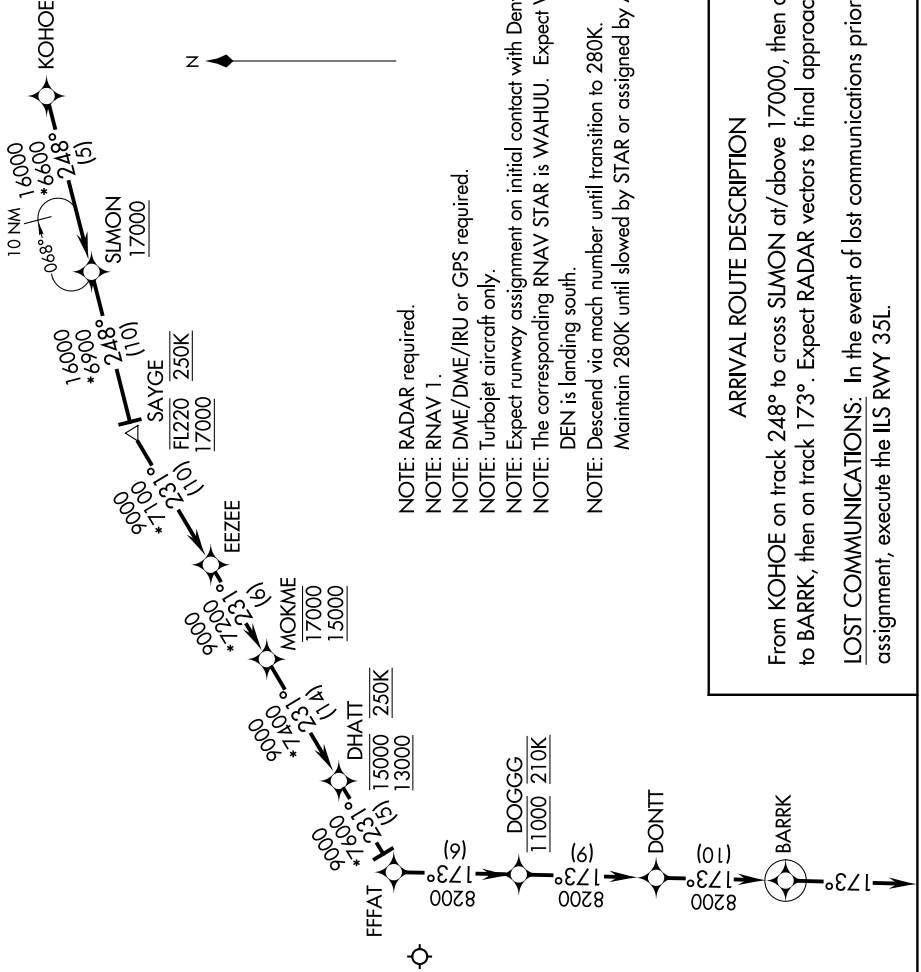 KOHOE
N
10 NM
068°
16000
*6600
248°
(5)
SLMON
17000
16000
*6900
248°
(10)
SAYGE
FL220 250K
17000
9000
*7100
231°
(10)
EEZEE
9000
*7200
231°
(6)
MOKME
17000
15000
9000
*7400
231°
(14)
DHATT
15000 250K
13000
9000
*7600
231°
(5)
FFFAT
8200
173°
(6)
DOGGG
11000 210K
8200
173°
(9)
DONTT
8200
173°
(10)
BARRK
173°
NOTE: RADAR required.
NOTE: RNAV 1.
NOTE: DME/DME/IRU or GPS required.
NOTE: Turbojet aircraft only.
NOTE: Expect runway assignment on initial contact with
NOTE: The corresponding RNAV STAR is WAHUU. Expect
DEN is landing south.
NOTE: Descend via mach number until transition to 280K.
Maintain 280K until slowed by STAR or assigned by
ARRIVAL ROUTE DESCRIPTION
From KOHOE on track 248° to cross SLMON at/above 17000, then
to BARRK, then on track 173°. Expect RADAR vectors to final
LOST COMMUNICATIONS: In the event of lost communications
assignment, execute the ILS RWY 35L.